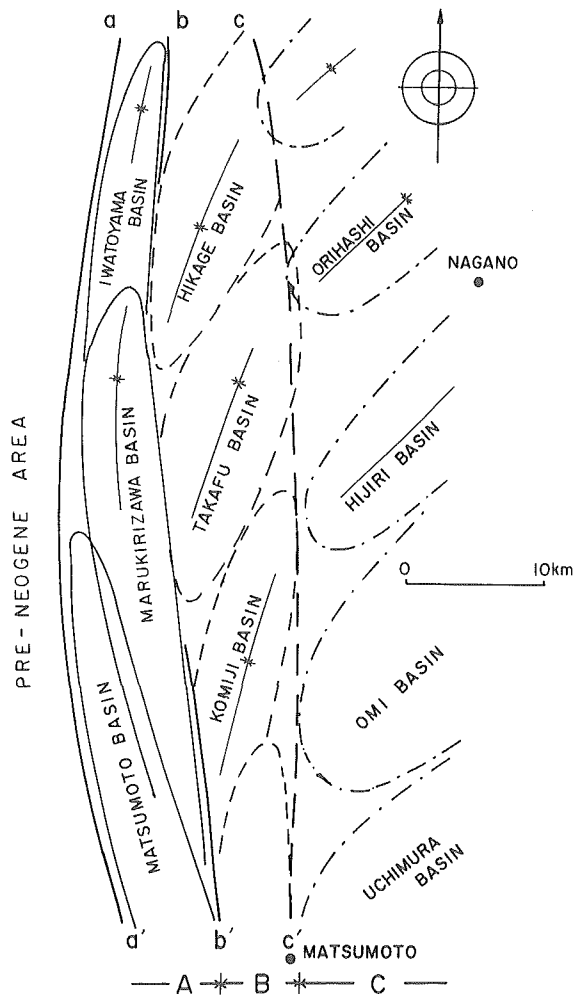 a b c
IWATOYAMA
BASIN
HIKAGE BASIN
ORIHASHI
BASIN
NAGANO
PRE-NEOGENE AREA
MARUKIRIZAWA BASIN
TAKAFU BASIN
HIJIRI BASIN
0 10km
MATSUMOTO BASIN
KOMIJI BASIN
OMI BASIN
UCHIMURA
BASIN
a' b' c'
MATSUMOTO
A B C